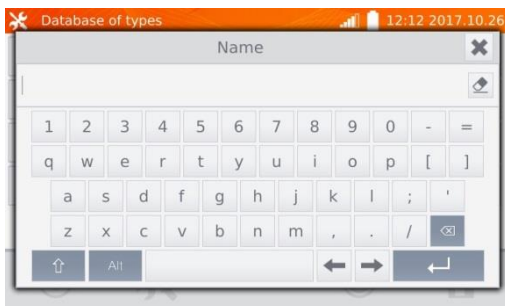 Database of types 12:12 2017.10.26
Name
1 2 3 4 5 6 7 8 9 0 - =
q w e r t y u i o p [ ]
a s d f g h j k l ; '
z x c v b n m , . /
Alt